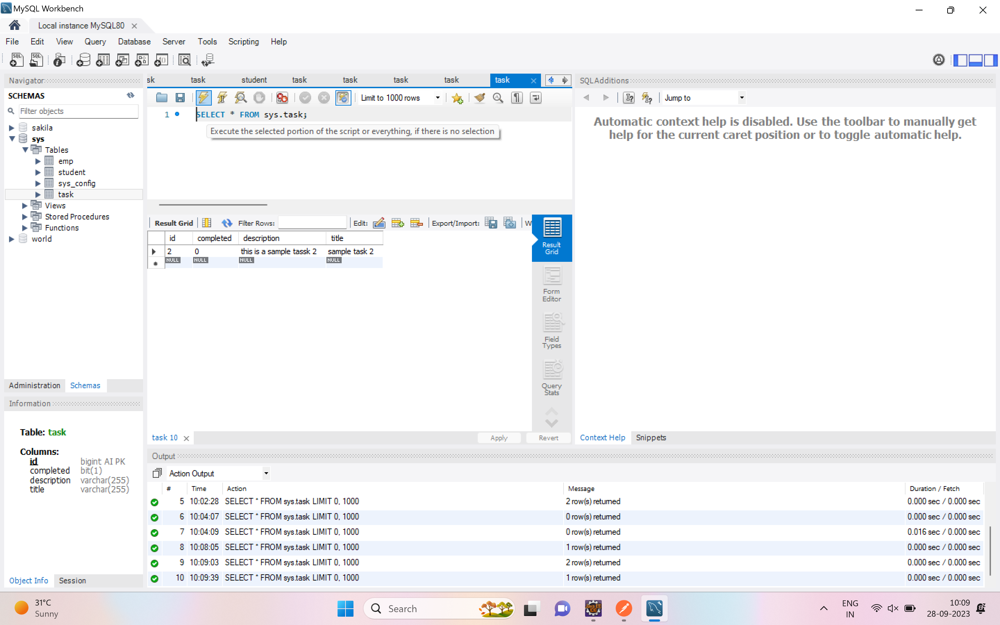 MySQL Workbench
Local instance MySQL80
File Edit View Query Database Server Tools Scripting Help
Navigator
SCHEMAS
Filter objects
sakila
sys
Tables
emp
student
sys_config
task
Views
Stored Procedures
Functions
world
Administration Schemas
Information
Table: task
Columns:
id bigint AI PK
completed bit(1)
description varchar(255)
title varchar(255)
Object Info Session
sk task student task task task task task
Limit to 1000 rows
1 SELECT * FROM sys.task;
Execute the selected portion of the script or everything, if there is no selection
Result Grid Filter Rows: Edit: Export/Import: W
id completed description title
2 0 this is a sample tassk 2 sample task 2
NULL NULL NULL NULL
Result
Grid
Form
Editor
Field
Types
Query
Stats
task 10 Apply Revert
SQLAdditions
Jump to
Automatic context help is disabled. Use the toolbar to manually get
help for the current caret position or to toggle automatic help.
Context Help Snippets
Output
Action Output
# Time Action Message Duration / Fetch
5 10:02:28 SELECT * FROM sys.task LIMIT 0, 1000 2 row(s) returned 0.000 sec / 0.000 sec
6 10:04:07 SELECT * FROM sys.task LIMIT 0, 1000 0 row(s) returned 0.000 sec / 0.000 sec
7 10:04:09 SELECT * FROM sys.task LIMIT 0, 1000 0 row(s) returned 0.016 sec / 0.000 sec
8 10:08:05 SELECT * FROM sys.task LIMIT 0, 1000 1 row(s) returned 0.000 sec / 0.000 sec
9 10:09:03 SELECT * FROM sys.task LIMIT 0, 1000 2 row(s) returned 0.000 sec / 0.000 sec
10 10:09:39 SELECT * FROM sys.task LIMIT 0, 1000 1 row(s) returned 0.000 sec / 0.000 sec
31°C
Sunny
Search
Java EE
IDE
ENG
IN
10:09
28-09-2023